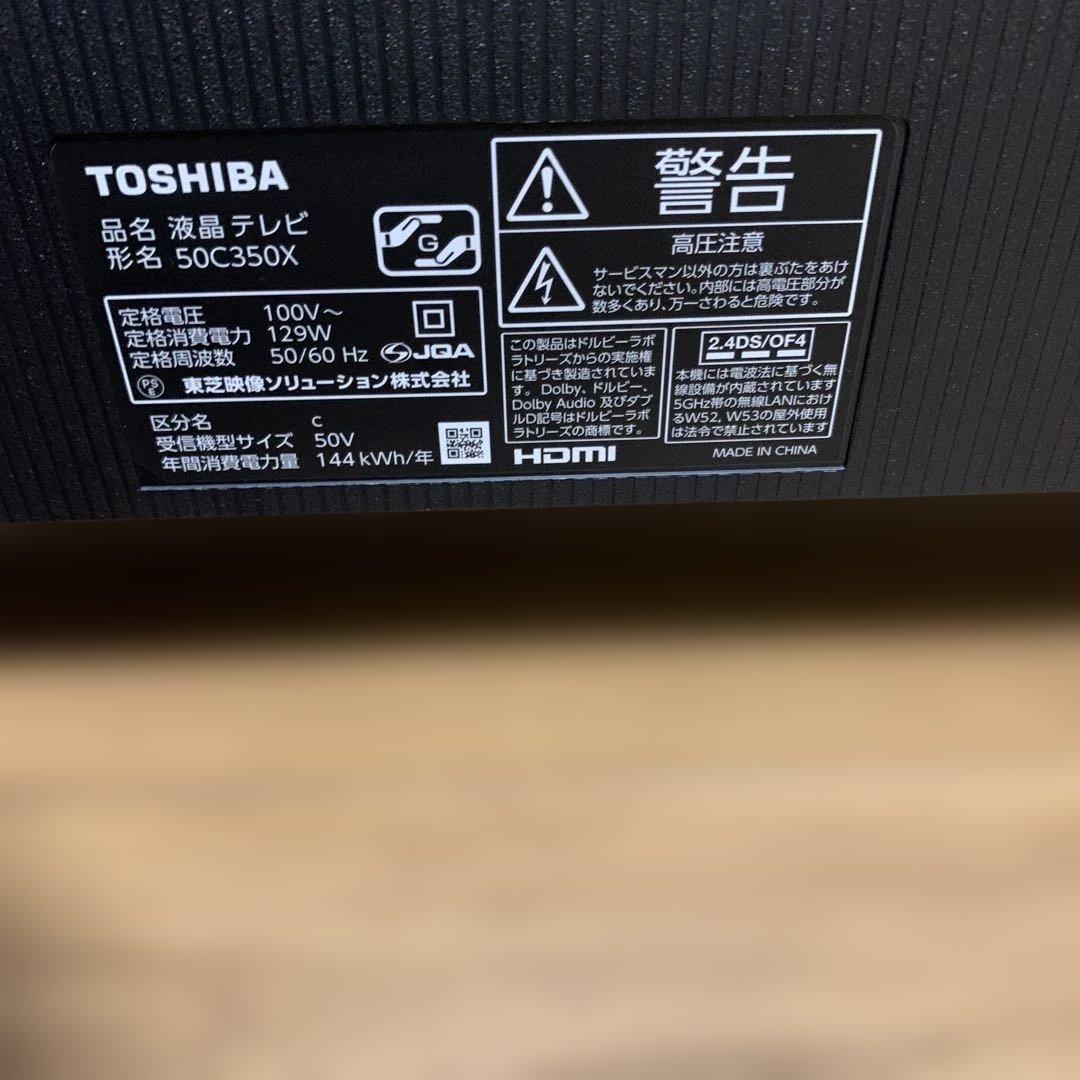 TOSHIBA
品名 液晶テレビ
形名 50C350X
G
定格電圧 100V～
定格消費電力 129W
定格周波数 50/60 Hz
JQA
PS
E
東芝映像ソリューション株式会社
区分名 c
受信機型サイズ 50V
年間消費電力量 144 kWh/年
警告
高圧注意
サービスマン以外の方は裏ぶたをあけ
ないでください。内部には高電圧部分が
数多くあり、万一さわると危険です。
この製品はドルビーラボ
ラトリーズからの実施権
に基づき製造されていま
す。Dolby、ドルビー、
Dolby Audio 及びダブ
ルD記号はドルビーラボ
ラトリーズの商標です。
HDMI
2.4DS/OF4
本機には電波法に基づく無
線設備が内蔵されています
5GHz帯の無線LANにおけ
るW52, W53の屋外使用
は法令で禁止されています
MADE IN CHINA